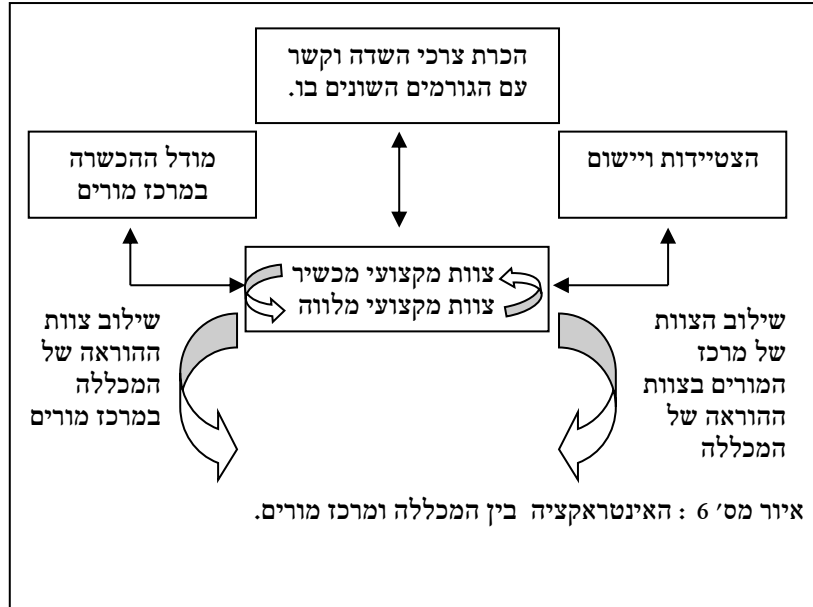 הכרת צרכי השדה וקשר
עם הגורמים השונים בו.
הצטיידות ויישום
מודל ההכשרה
במרכז מורים
צוות מקצועי מכשיר
צוות מקצועי מלווה
שילוב הצוות
של מרכז
המורים בצוות
ההוראה של
המכללה
שילוב צוות
ההוראה של
המכללה
במרכז מורים
איור מס' 6 : האינטראקציה בין המכללה ומרכז מורים.